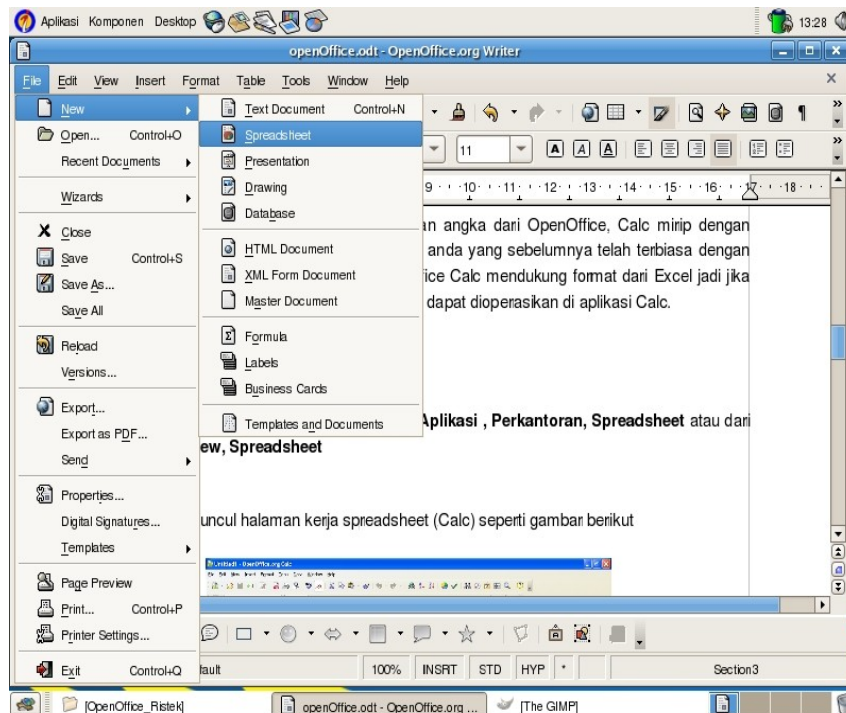 Aplikasi Komponen Desktop 13:28
openOffice.odt - OpenOffice.org Writer
File Edit View Insert Format Table Tools Window Help
New
Open... Control+O
Recent Documents
Wizards
Close
Save Control+S
Save As...
Save All
Reload
Versions...
Export...
Export as PDF...
Send
Properties...
Digital Signatures...
Templates
Page Preview
Print... Control+P
Printer Settings...
Exit Control+Q
Text Document Control+N
Spreadsheet
Presentation
Drawing
Database
HTML Document
XML Form Document
Master Document
Formula
Labels
Business Cards
Templates and Documents
11
9 10 11 12 13 14 15 16 17 18
an angka dari OpenOffice, Calc mirip dengan
anda yang sebelumnya telah terbiasa dengan
fice Calc mendukung format dari Excel jadi jika
dapat dioperasikan di aplikasi Calc.
Aplikasi , Perkantoran, Spreadsheet atau dari
ew, Spreadsheet
uncul halaman kerja spreadsheet (Calc) seperti gambar berikut
fault 100% INSRT STD HYP * Section3
[OpenOffice_Ristek] openOffice.odt - OpenOffice.org ... [The GIMP]